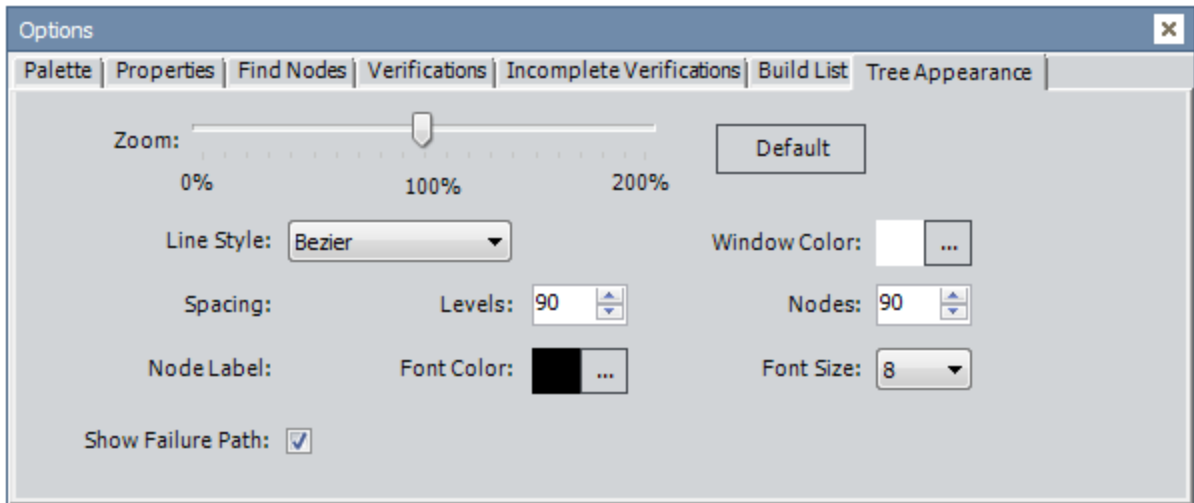 Options
Palette Properties Find Nodes Verifications Incomplete Verifications Build List Tree Appearance
Zoom: Default
0% 100% 200%
Line Style: Bezier Window Color: ...
Spacing: Levels: 90 Nodes: 90
Node Label: Font Color: ... Font Size: 8
Show Failure Path: